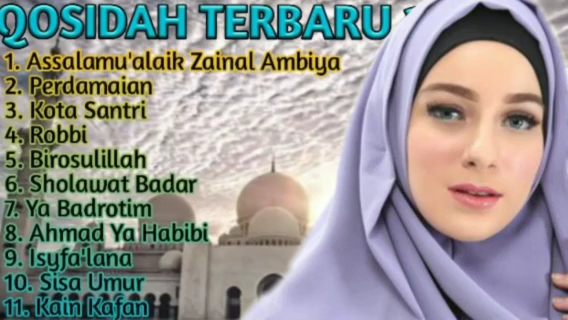 QOSIDAH TERBARU
1. Assalamu'alaik Zainal Ambiya
2. Perdamaian
3. Kota Santri
4. Robbi
5. Birosulillah
6. Sholawat Badar
7. Ya Badrotim
8. Ahmad Ya Habibi
9. Isyfa'lana
10. Sisa Umur
11. Kain Kafan